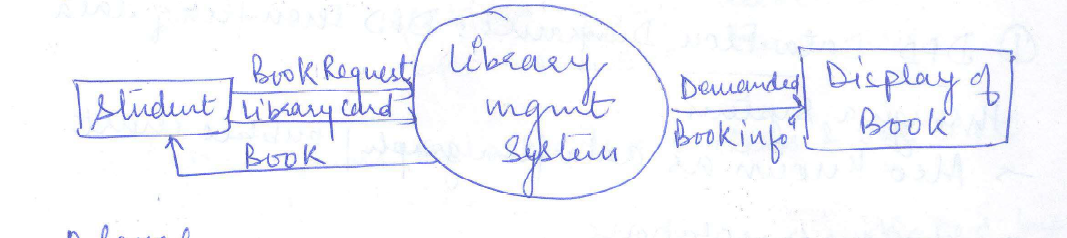 Book Request
Student
Library card
Book
Library
mgmt
System
Demanded
Book info
Display of
Book